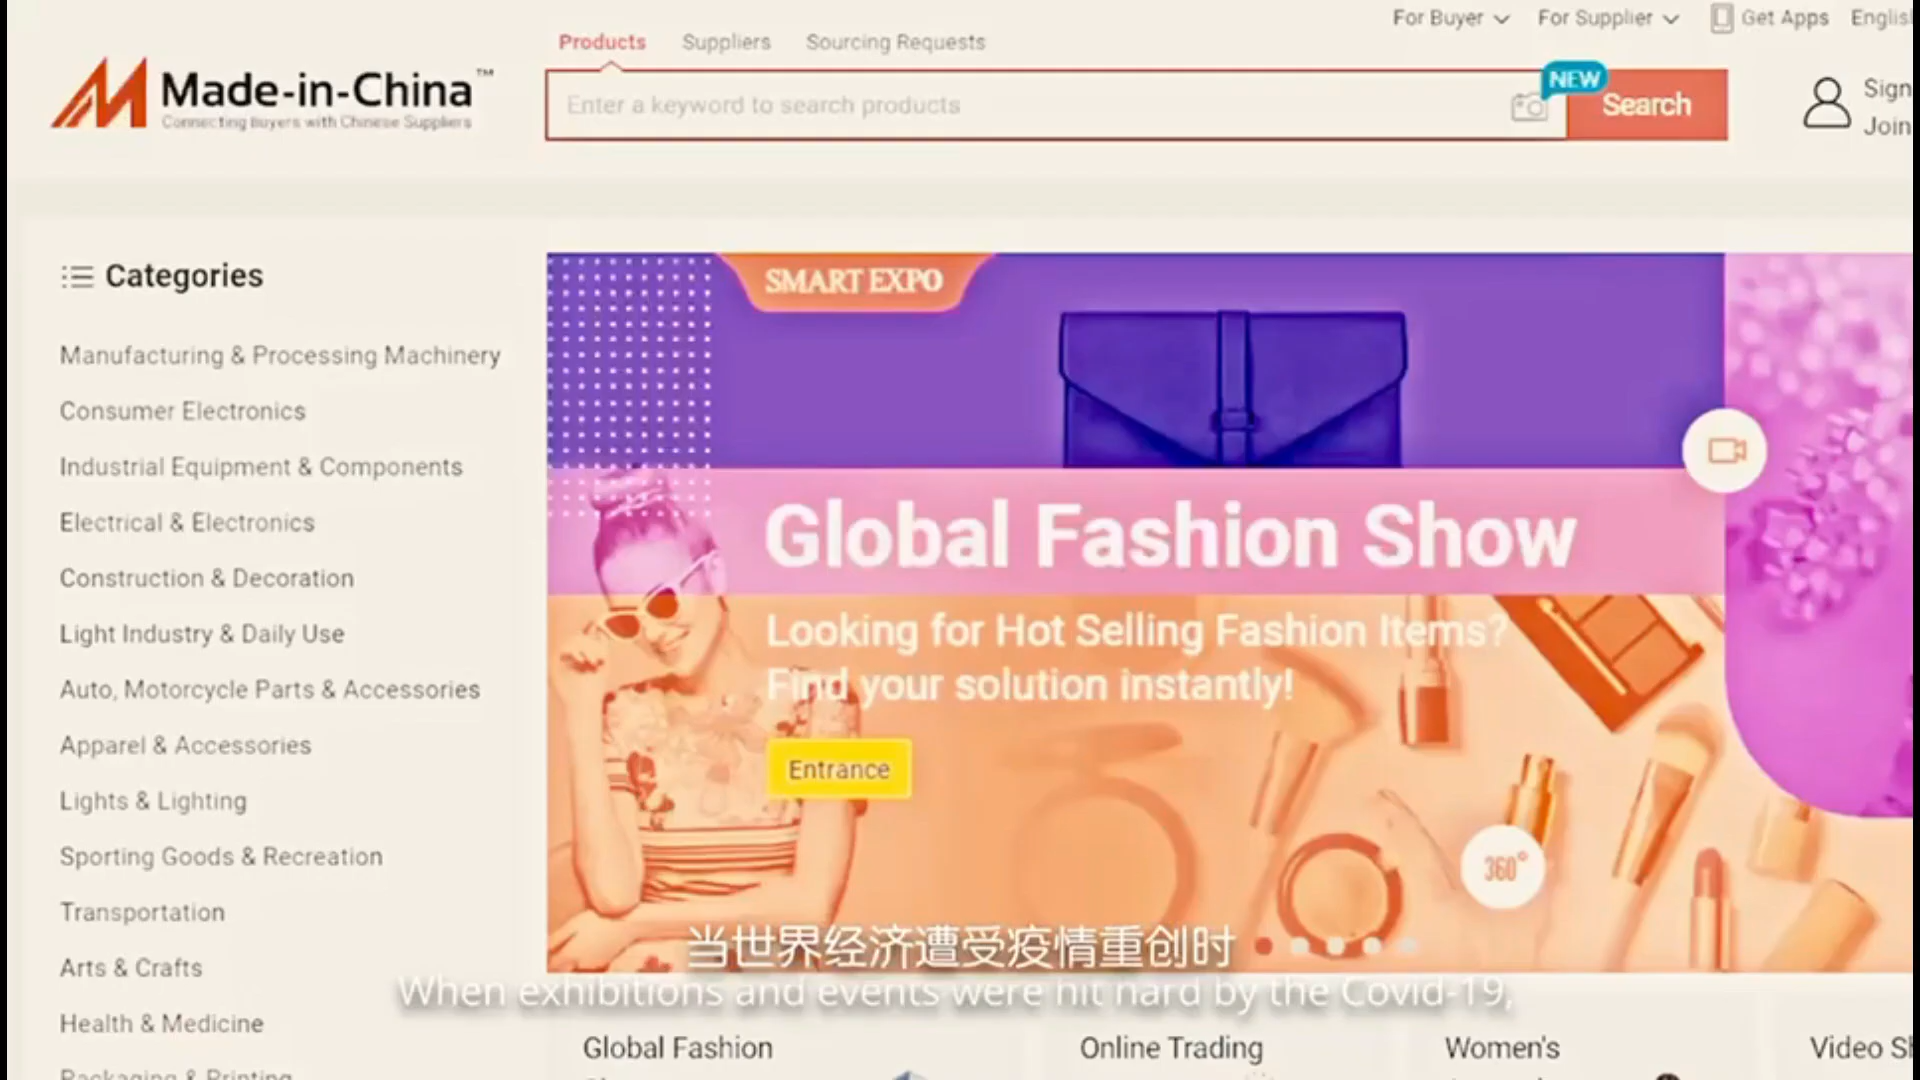 For Buyer
For Supplier
Get Apps
Products
Suppliers
Sourcing Requests
Made-in-China™
Connecting Buyers with Chinese Suppliers
Enter a keyword to search products
NEW
Search
Sign
Join
Categories
Manufacturing & Processing Machinery
Consumer Electronics
Industrial Equipment & Components
Electrical & Electronics
Construction & Decoration
Light Industry & Daily Use
Auto, Motorcycle Parts & Accessories
Apparel & Accessories
Lights & Lighting
Sporting Goods & Recreation
Transportation
Arts & Crafts
Health & Medicine
Packaging & Printing
SMART EXPO
Global Fashion Show
Looking for Hot Selling Fashion Items?
Find your solution instantly!
Entrance
360°
当世界经济遭受疫情重创时
When exhibitions and events were hit hard by the Covid-19,
Global Fashion
Online Trading
Women's
Video